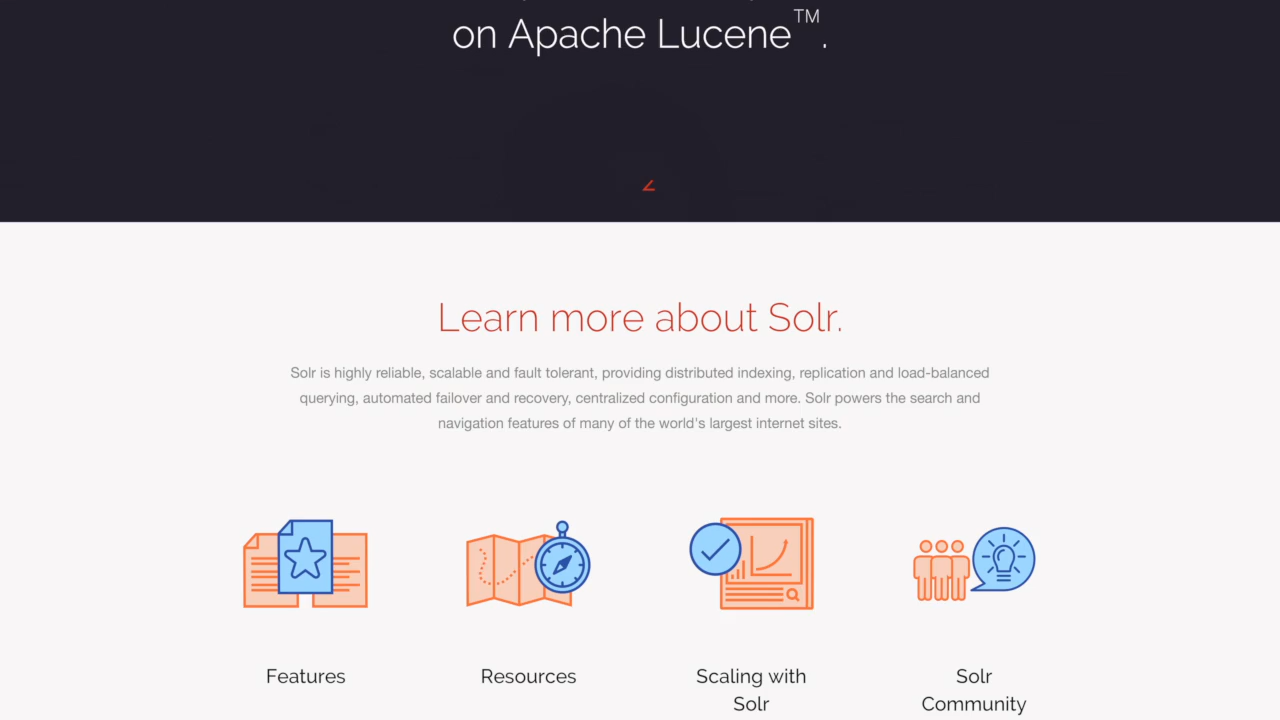 on Apache Lucene™.
Learn more about Solr.
Solr is highly reliable, scalable and fault tolerant, providing distributed indexing, replication and load-balanced
querying, automated failover and recovery, centralized configuration and more. Solr powers the search and
navigation features of many of the world's largest internet sites.
Features
Resources
Scaling with
Solr
Solr
Community